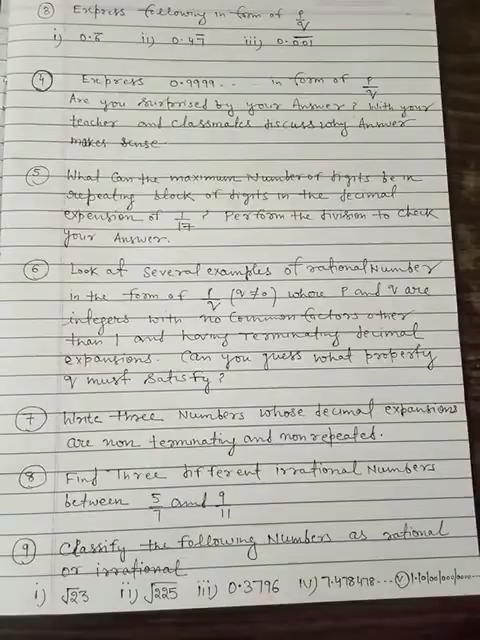 ③ Express following in form of p/q
i) 0.6̅ ii) 0.47̅ iii) 0.0̅0̅1̅
④ Express 0.9999.. in form of p/q
Are you surprised by your Answer? With your
teacher and classmates discuss why Answer
makes sense.
⑤ What can the maximum Number of digits be in
repeating block of digits in the decimal
expension of 1/17? Perform the division to check
your Answer.
⑥ Look at several examples of rational Number
in the form of p/q (q≠0) whose P and q are
integers with no common factors other
than 1 and having terminating decimal
expansions. Can you guess what property
q must satisfy?
⑦ Write three Numbers whose decimal expansions
are non terminating and non repeated.
⑧ Find Three different irrational Numbers
between 5/7 and 9/11
⑨ Classify the following Numbers as rational
or irrational
i) √23 ii) √225 iii) 0.3796 iv) 7.478478... (v) 1.101001000100001...